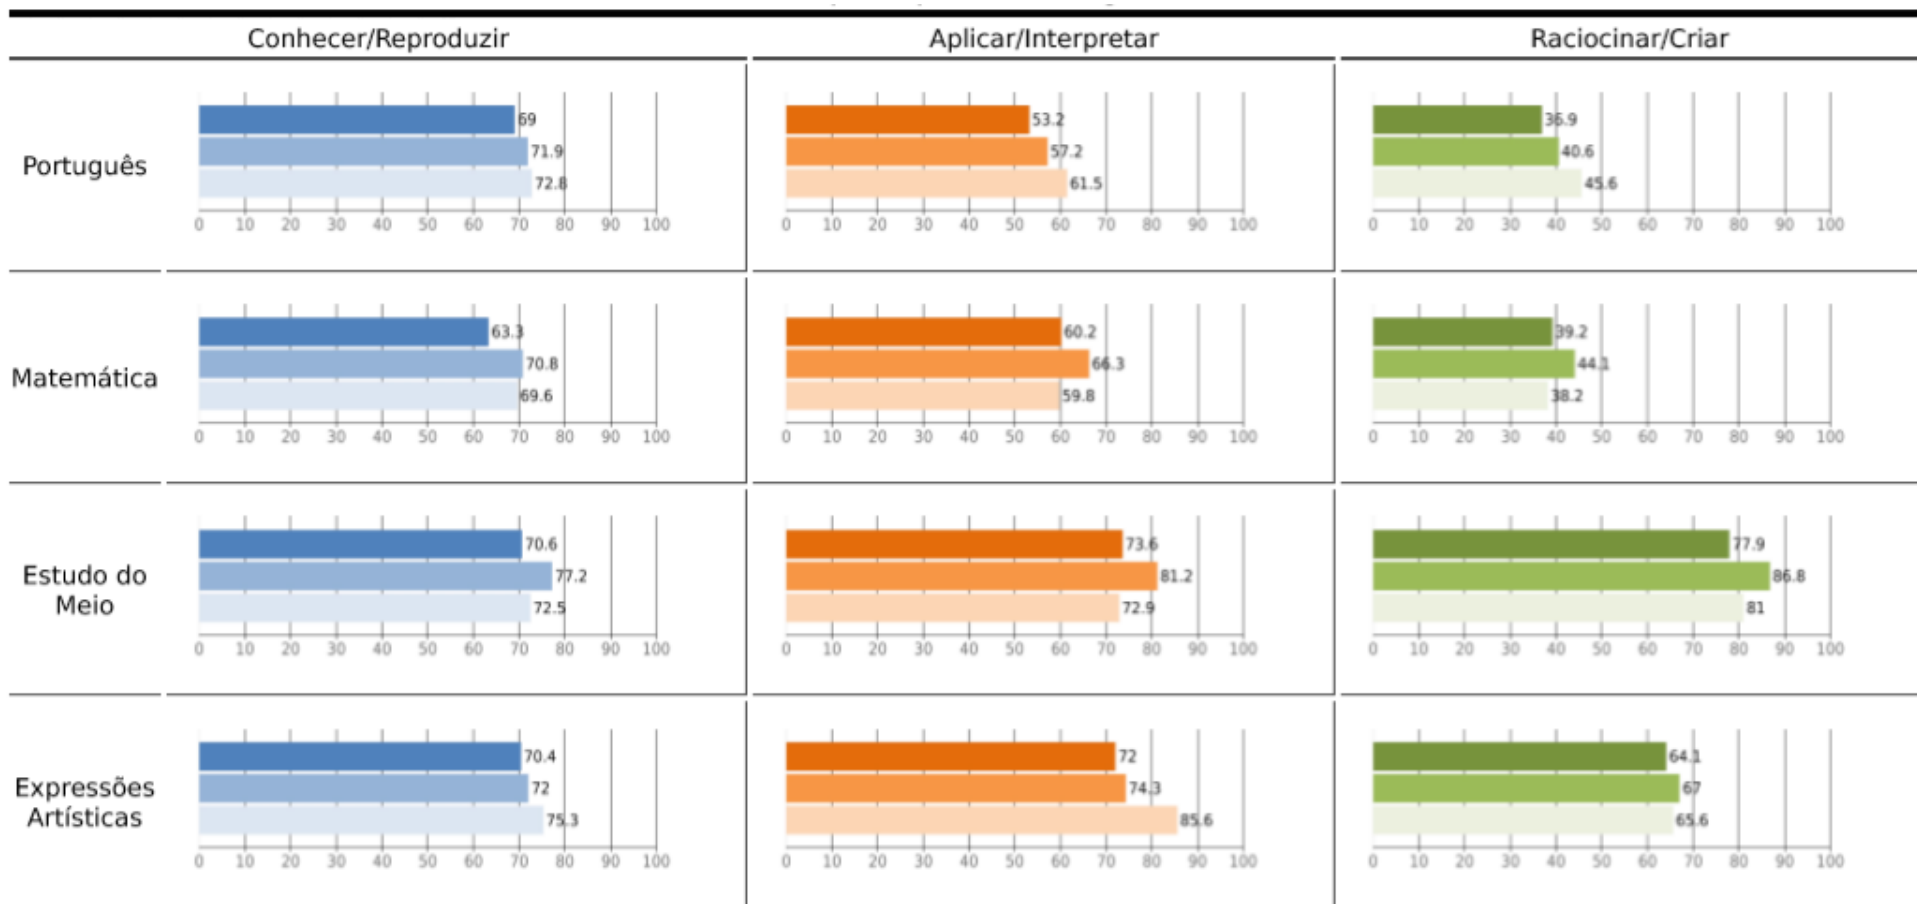 Conhecer/Reproduzir Aplicar/Interpretar Raciocinar/Criar
Português
69 53.2 36.9
71.9 57.2 40.6
72.8 61.5 45.6
0 10 20 30 40 50 60 70 80 90 100 0 10 20 30 40 50 60 70 80 90 100 0 10 20 30 40 50 60 70 80 90 100
Matemática
63.3 60.2 39.2
70.8 66.3 44.1
69.6 59.8 38.2
0 10 20 30 40 50 60 70 80 90 100 0 10 20 30 40 50 60 70 80 90 100 0 10 20 30 40 50 60 70 80 90 100
Estudo do
Meio
70.6 73.6 77.9
77.2 81.2 86.8
72.5 72.9 81
0 10 20 30 40 50 60 70 80 90 100 0 10 20 30 40 50 60 70 80 90 100 0 10 20 30 40 50 60 70 80 90 100
Expressões
Artísticas
70.4 72 64.1
72 74.3 67
75.3 85.6 65.6
0 10 20 30 40 50 60 70 80 90 100 0 10 20 30 40 50 60 70 80 90 100 0 10 20 30 40 50 60 70 80 90 100